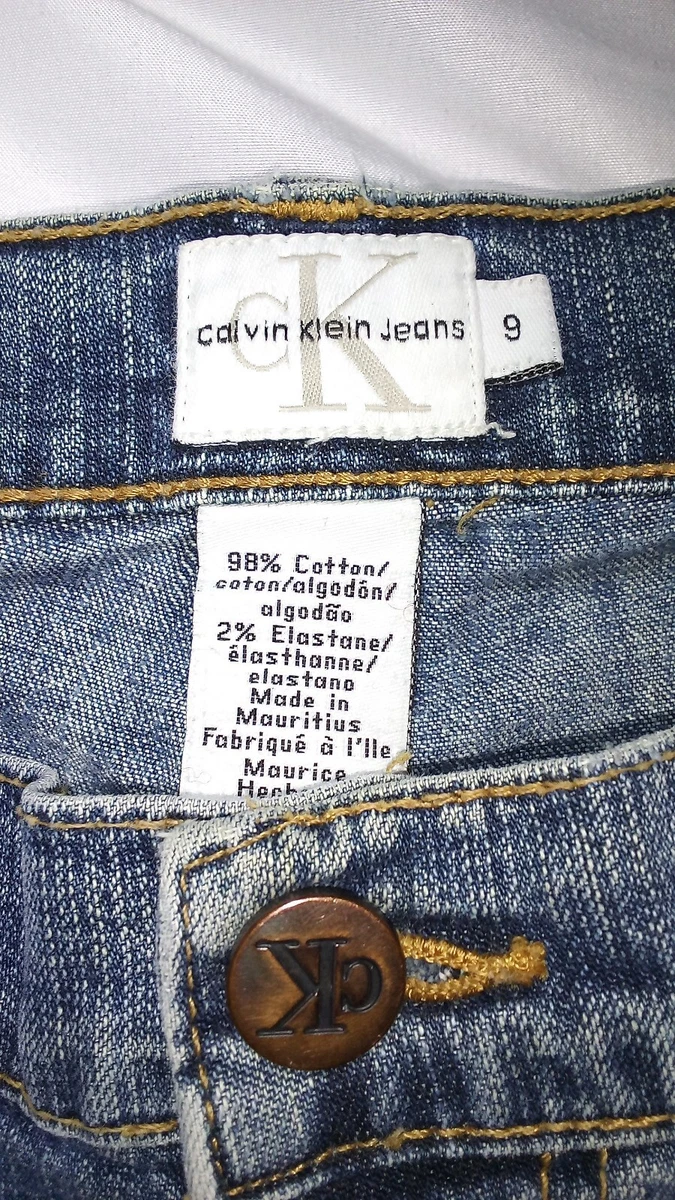 cK
calvin klein Jeans
9
98% Cotton/
coton/algodón/
algodão
2% Elastane/
élasthanne/
elastano
Made in
Mauritius
Fabriqué à l'Ile
Maurice
cK